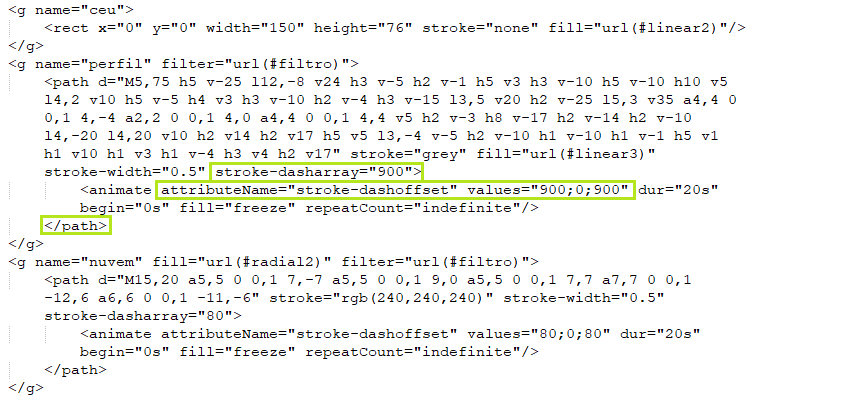 <g name="ceu">
<rect x="0" y="0" width="150" height="76" stroke="none" fill="url(#linear2)"/>
</g>
<g name="perfil" filter="url(#filtro)">
<path d="M5,75 h5 v-25 l12,-8 v24 h3 v-5 h2 v-1 h5 v3 h3 v-10 h5 v-10 h10 v5
l4,2 v10 h5 v-5 h4 v3 h3 v-10 h2 v-4 h3 v-15 l3,5 v20 h2 v-25 l5,3 v35 a4,4 0
0,1 4,-4 a2,2 0 0,1 4,0 a4,4 0 0,1 4,4 v5 h2 v-3 h8 v-17 h2 v-14 h2 v-10
l4,-20 l4,20 v10 h2 v14 h2 v17 h5 v5 l3,-4 v-5 h2 v-10 h1 v-10 h1 v-1 h5 v1
h1 v10 h1 v3 h1 v-4 h3 v4 h2 v17" stroke="grey" fill="url(#linear3)"
stroke-width="0.5" stroke-dasharray="900">
<animate attributeName="stroke-dashoffset" values="900;0;900" dur="20s"
begin="0s" fill="freeze" repeatCount="indefinite"/>
</path>
</g>
<g name="nuvem" fill="url(#radial2)" filter="url(#filtro)">
<path d="M15,20 a5,5 0 0,1 7,-7 a5,5 0 0,1 9,0 a5,5 0 0,1 7,7 a7,7 0 0,1
-12,6 a6,6 0 0,1 -11,-6" stroke="rgb(240,240,240)" stroke-width="0.5"
stroke-dasharray="80">
<animate attributeName="stroke-dashoffset" values="80;0;80" dur="20s"
begin="0s" fill="freeze" repeatCount="indefinite"/>
</path>
</g>